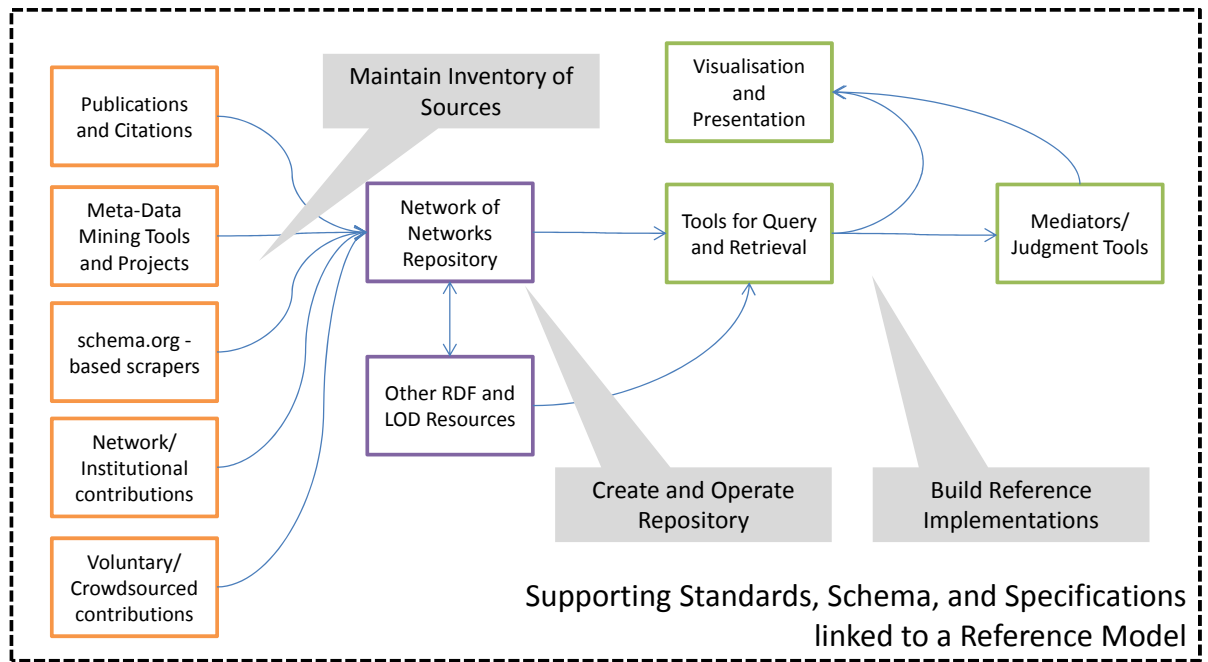 Publications
and Citations
Meta-Data
Mining Tools
and Projects
schema.org -
based scrapers
Network/
Institutional
contributions
Voluntary/
Crowdsourced
contributions
Maintain Inventory of
Sources
Network of
Networks
Repository
Other RDF and
LOD Resources
Create and Operate
Repository
Visualisation
and
Presentation
Tools for Query
and Retrieval
Mediators/
Judgment Tools
Build Reference
Implementations
Supporting Standards, Schema, and Specifications
linked to a Reference Model